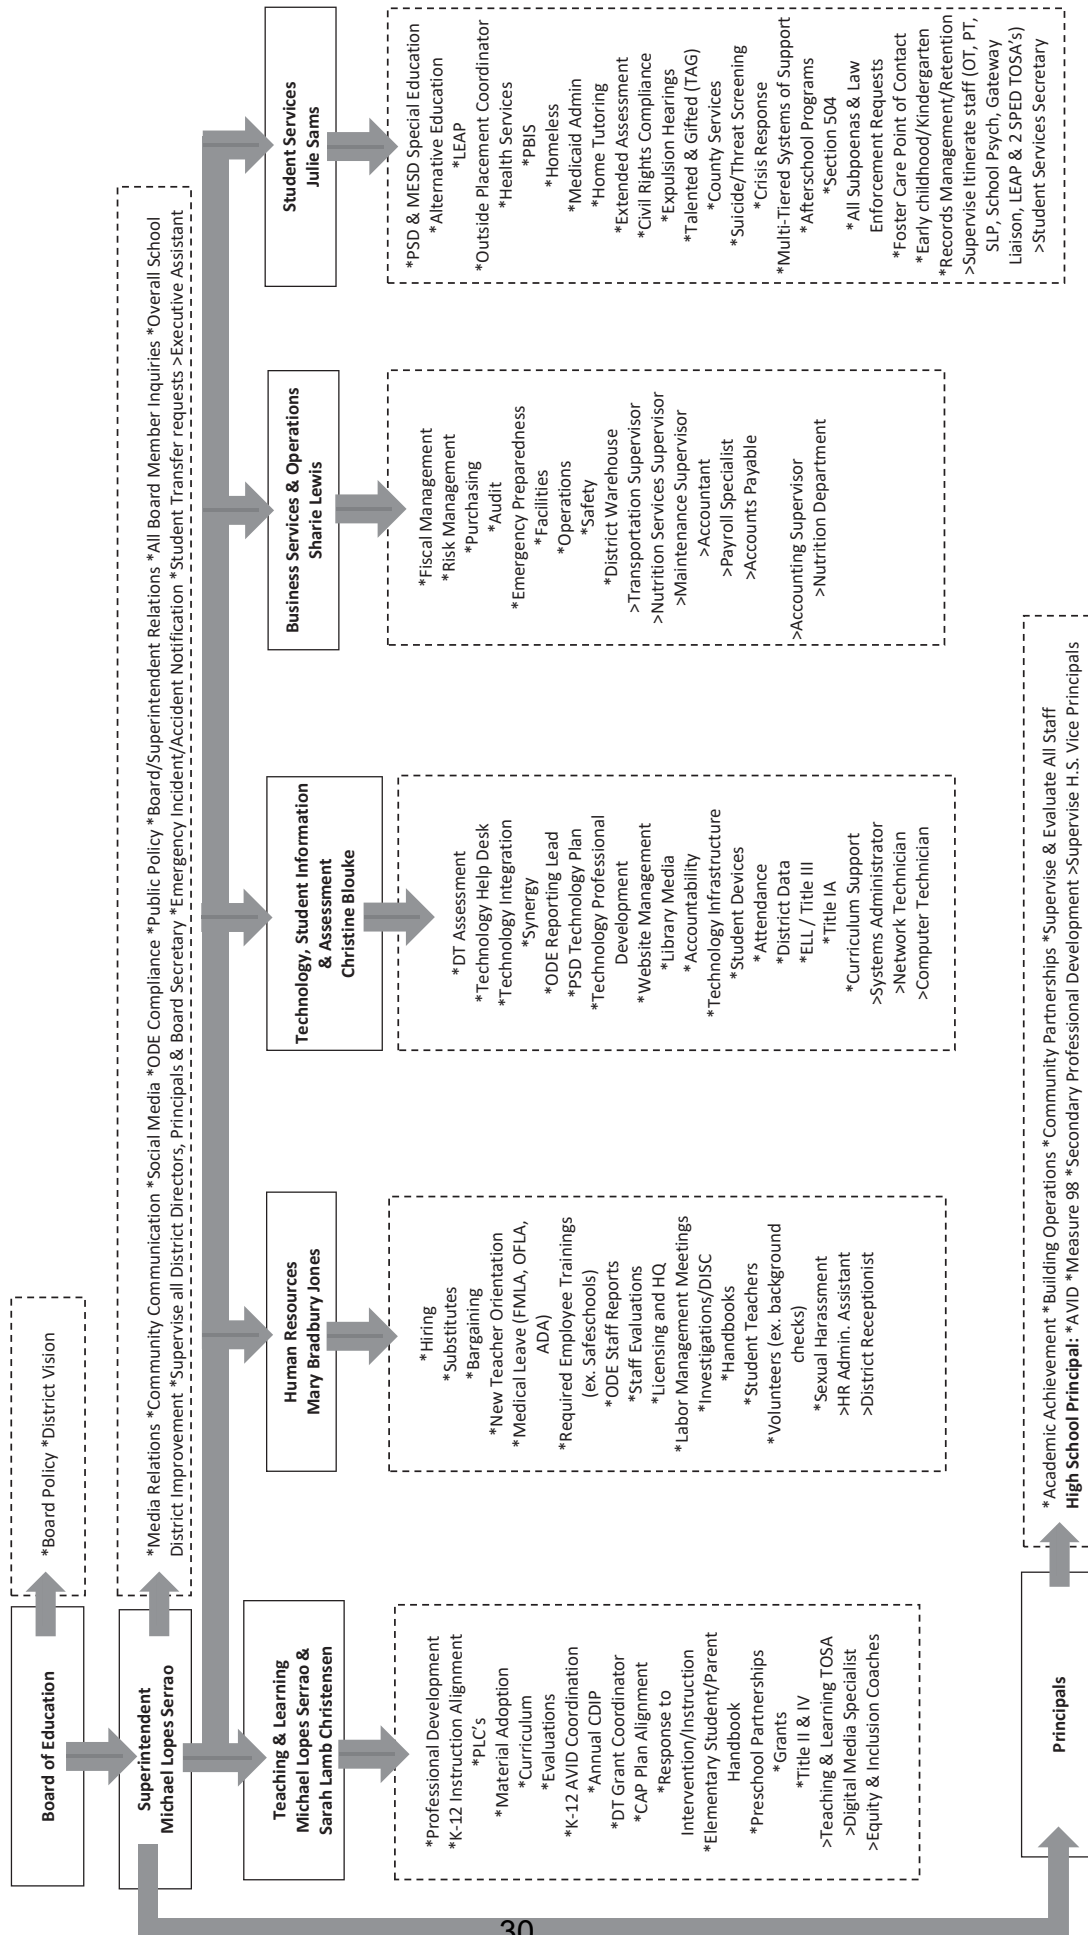 Board of Education
*Board Policy *District Vision
Superintendent
Michael Lopes Serrao
*Media Relations *Community Communication *Social Media *ODE Compliance *Public Policy *Board/Superintendent Relations *All Board Member Inquiries *Overall School
District Improvement *Supervise all District Directors, Principals & Board Secretary *Emergency Incident/Accident Notification *Student Transfer requests >Executive Assistant
Teaching & Learning
Michael Lopes Serrao &
Sarah Lamb Christensen
*Professional Development
*K-12 Instruction Alignment
*PLC's
*Material Adoption
*Curriculum
*Evaluations
*K-12 AVID Coordination
*Annual CDIP
*DT Grant Coordinator
*CAP Plan Alignment
*Response to
Intervention/Instruction
*Elementary Student/Parent
Handbook
*Preschool Partnerships
*Grants
*Title II & IV
>Teaching & Learning TOSA
>Digital Media Specialist
>Equity & Inclusion Coaches
Human Resources
Mary Bradbury Jones
*Hiring
*Substitutes
*Bargaining
*New Teacher Orientation
*Medical Leave (FMLA, OFLA,
ADA)
*Required Employee Trainings
(ex. Safeschools)
*ODE Staff Reports
*Staff Evaluations
*Licensing and HQ
*Labor Management Meetings
*Investigations/DISC
*Handbooks
*Student Teachers
*Volunteers (ex. background
checks)
*Sexual Harassment
>HR Admin. Assistant
>District Receptionist
Technology, Student Information
& Assessment
Christine Blouke
*DT Assessment
*Technology Help Desk
*Technology Integration
*Synergy
*ODE Reporting Lead
*PSD Technology Plan
*Technology Professional
Development
*Website Management
*Library Media
*Accountability
*Technology Infrastructure
*Student Devices
*Attendance
*District Data
*ELL / Title III
*Title IA
*Curriculum Support
>Systems Administrator
>Network Technician
>Computer Technician
Business Services & Operations
Sharie Lewis
*Fiscal Management
*Risk Management
*Purchasing
*Audit
*Emergency Preparedness
*Facilities
*Operations
*Safety
*District Warehouse
>Transportation Supervisor
>Nutrition Services Supervisor
>Maintenance Supervisor
>Accountant
>Payroll Specialist
>Accounts Payable
>Accounting Supervisor
>Nutrition Department
Student Services
Julie Sams
*PSD & MESD Special Education
*Alternative Education
*LEAP
*Outside Placement Coordinator
*Health Services
*PBIS
*Homeless
*Medicaid Admin
*Home Tutoring
*Extended Assessment
*Civil Rights Compliance
*Expulsion Hearings
*Talented & Gifted (TAG)
*County Services
*Suicide/Threat Screening
*Crisis Response
*Multi-Tiered Systems of Support
*Afterschool Programs
*Section 504
*All Subpoenas & Law
Enforcement Requests
*Foster Care Point of Contact
*Early childhood/Kindergarten
*Records Management/Retention
>Supervise Itinerate staff (OT, PT,
SLP, School Psych, Gateway
Liaison, LEAP & 2 SPED TOSA's)
>Student Services Secretary
Principals
*Academic Achievement *Building Operations *Community Partnerships *Supervise & Evaluate All Staff
High School Principal: *AVID *Measure 98 *Secondary Professional Development >Supervise H.S. Vice Principals
30